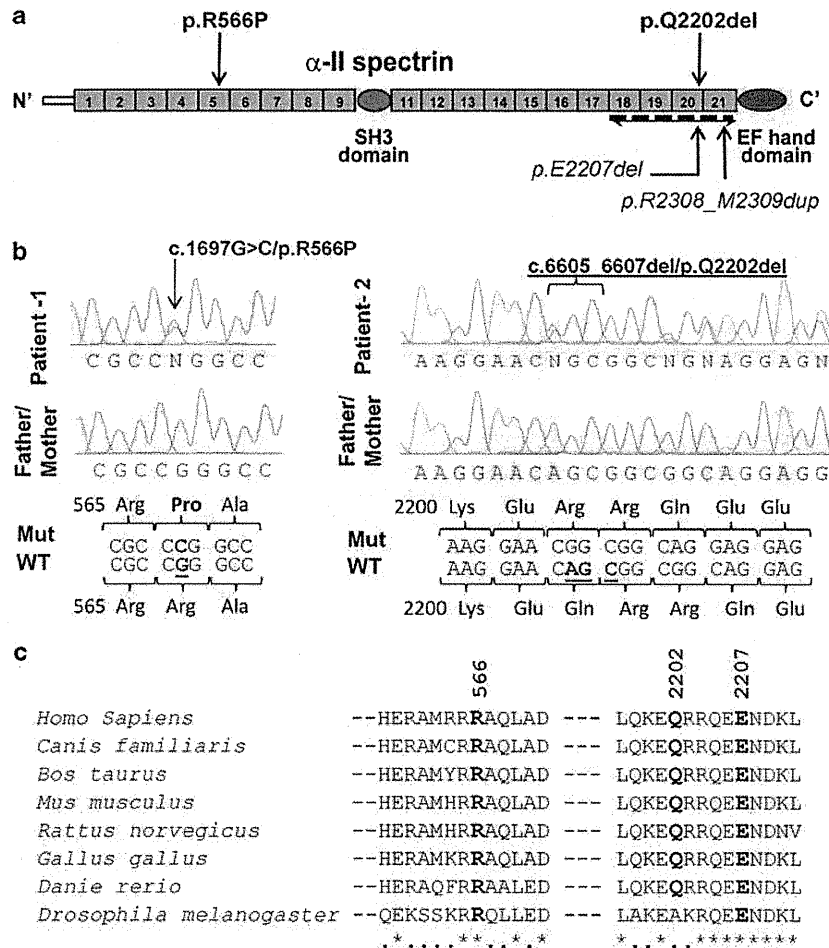 a
p.R566P p.Q2202del
α-II spectrin
N' 1 2 3 4 5 6 7 8 9 11 12 13 14 15 16 17 18 19 20 21 C'
SH3 domain
EF hand domain
p.E2207del
p.R2308_M2309dup
b
c.1697G>C/p.R566P
c.6605_6607del/p.Q2202del
Patient -1
CGCCNGGCC
Patient- 2
AAGGAACNGCGGCNGNAGGAGN
Father/Mother
CGCCGGGCC
Father/Mother
AAGGAACAGCGGCGGCAGGAGG
565 Arg Pro Ala
Mut CGC CCG GCC
WT CGC CGG GCC
565 Arg Arg Ala
2200 Lys Glu Arg Arg Gln Glu Glu
Mut AAG GAA CGG CGG CAG GAG GAG
WT AAG GAA CAG CGG CGG CAG GAG
2200 Lys Glu Gln Arg Arg Gln Glu
c
566 2202 2207
Homo Sapiens --HERAMRRRAQLAD --- LQKEQRRQEENDKL
Canis familiaris --HERAMCRRAQLAD --- LQKEQRRQEENDKL
Bos taurus --HERAMYRRAQLAD --- LQKEQRRQEENDKL
Mus musculus --HERAMHRRAQLAD --- LQKEQRRQEENDKL
Rattus norvegicus --HERAMHRRAQLAD --- LQKEQRRQEENDNV
Gallus gallus --HERAMKRRAQLAD --- LQKEQRRQEENDKL
Danie rerio --HERAQFRRAALED --- LQKEQRRQEENDKL
Drosophila melanogaster --QEKSSKRRQLLED --- LAKEAKRQEENDKL